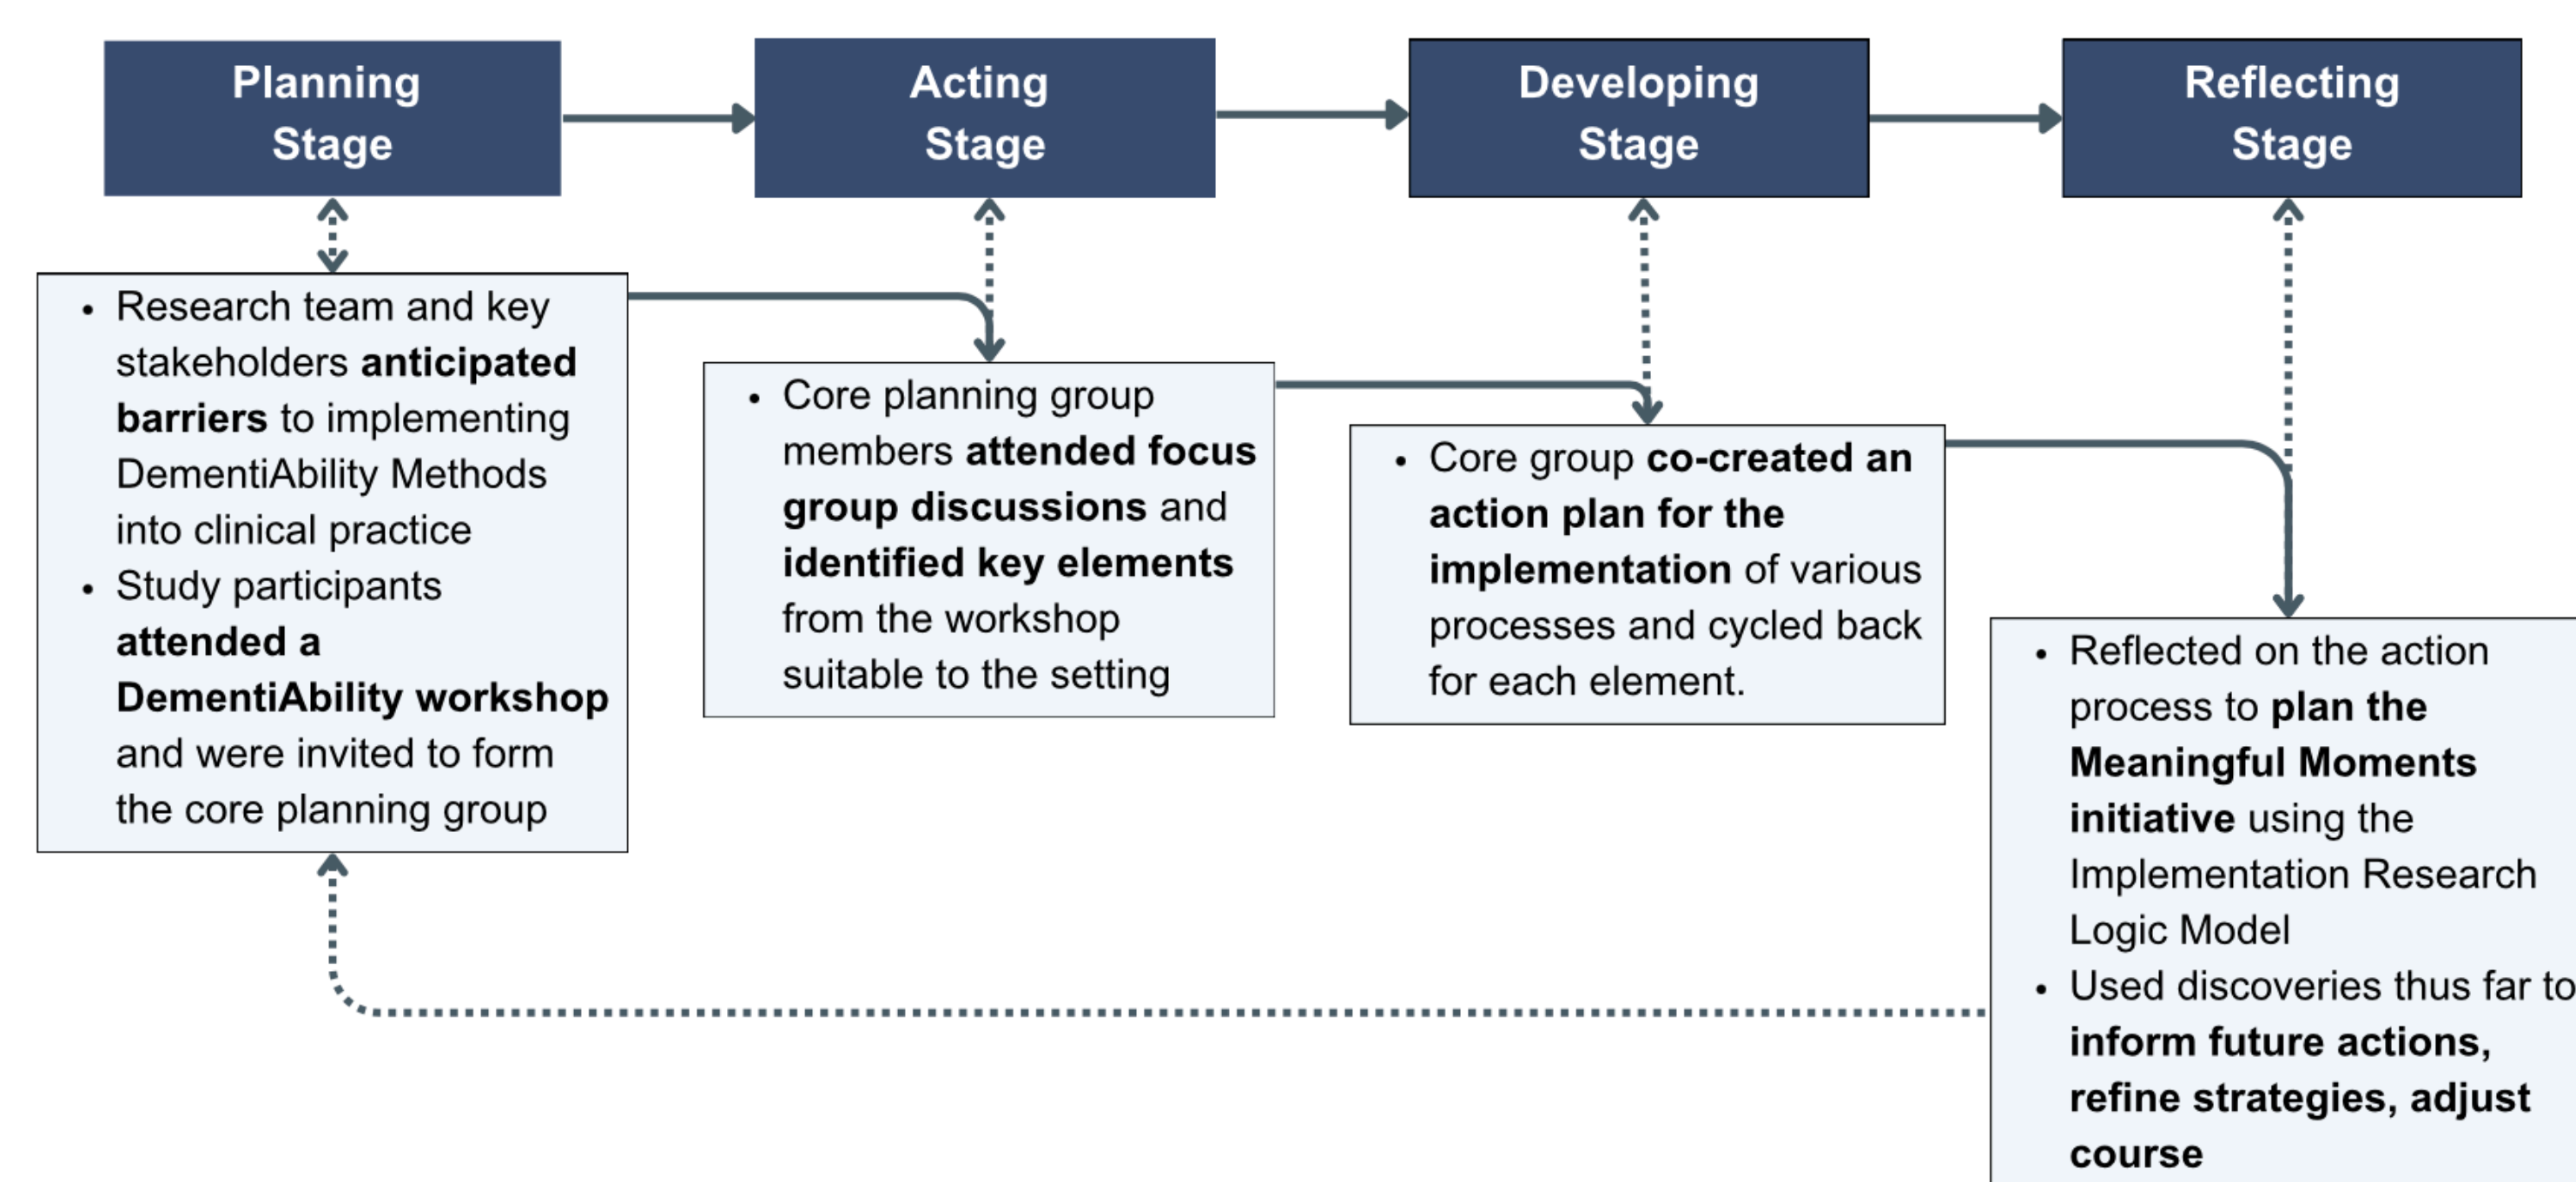 Planning
Stage
Acting
Stage
Developing
Stage
Reflecting
Stage
• Research team and key
stakeholders anticipated
barriers to implementing
DementiAbility Methods
into clinical practice
• Study participants
attended a
DementiAbility workshop
and were invited to form
the core planning group
• Core planning group
members attended focus
group discussions and
identified key elements
from the workshop
suitable to the setting
• Core group co-created an
action plan for the
implementation of various
processes and cycled back
for each element.
• Reflected on the action
process to plan the
Meaningful Moments
initiative using the
Implementation Research
Logic Model
• Used discoveries thus far to
inform future actions,
refine strategies, adjust
course